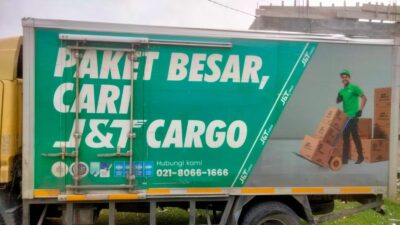 PAKET BESAR,
CARI
J&T CARGO
Hubungi kami
021-8066-1666
J&T
J&T
J&T